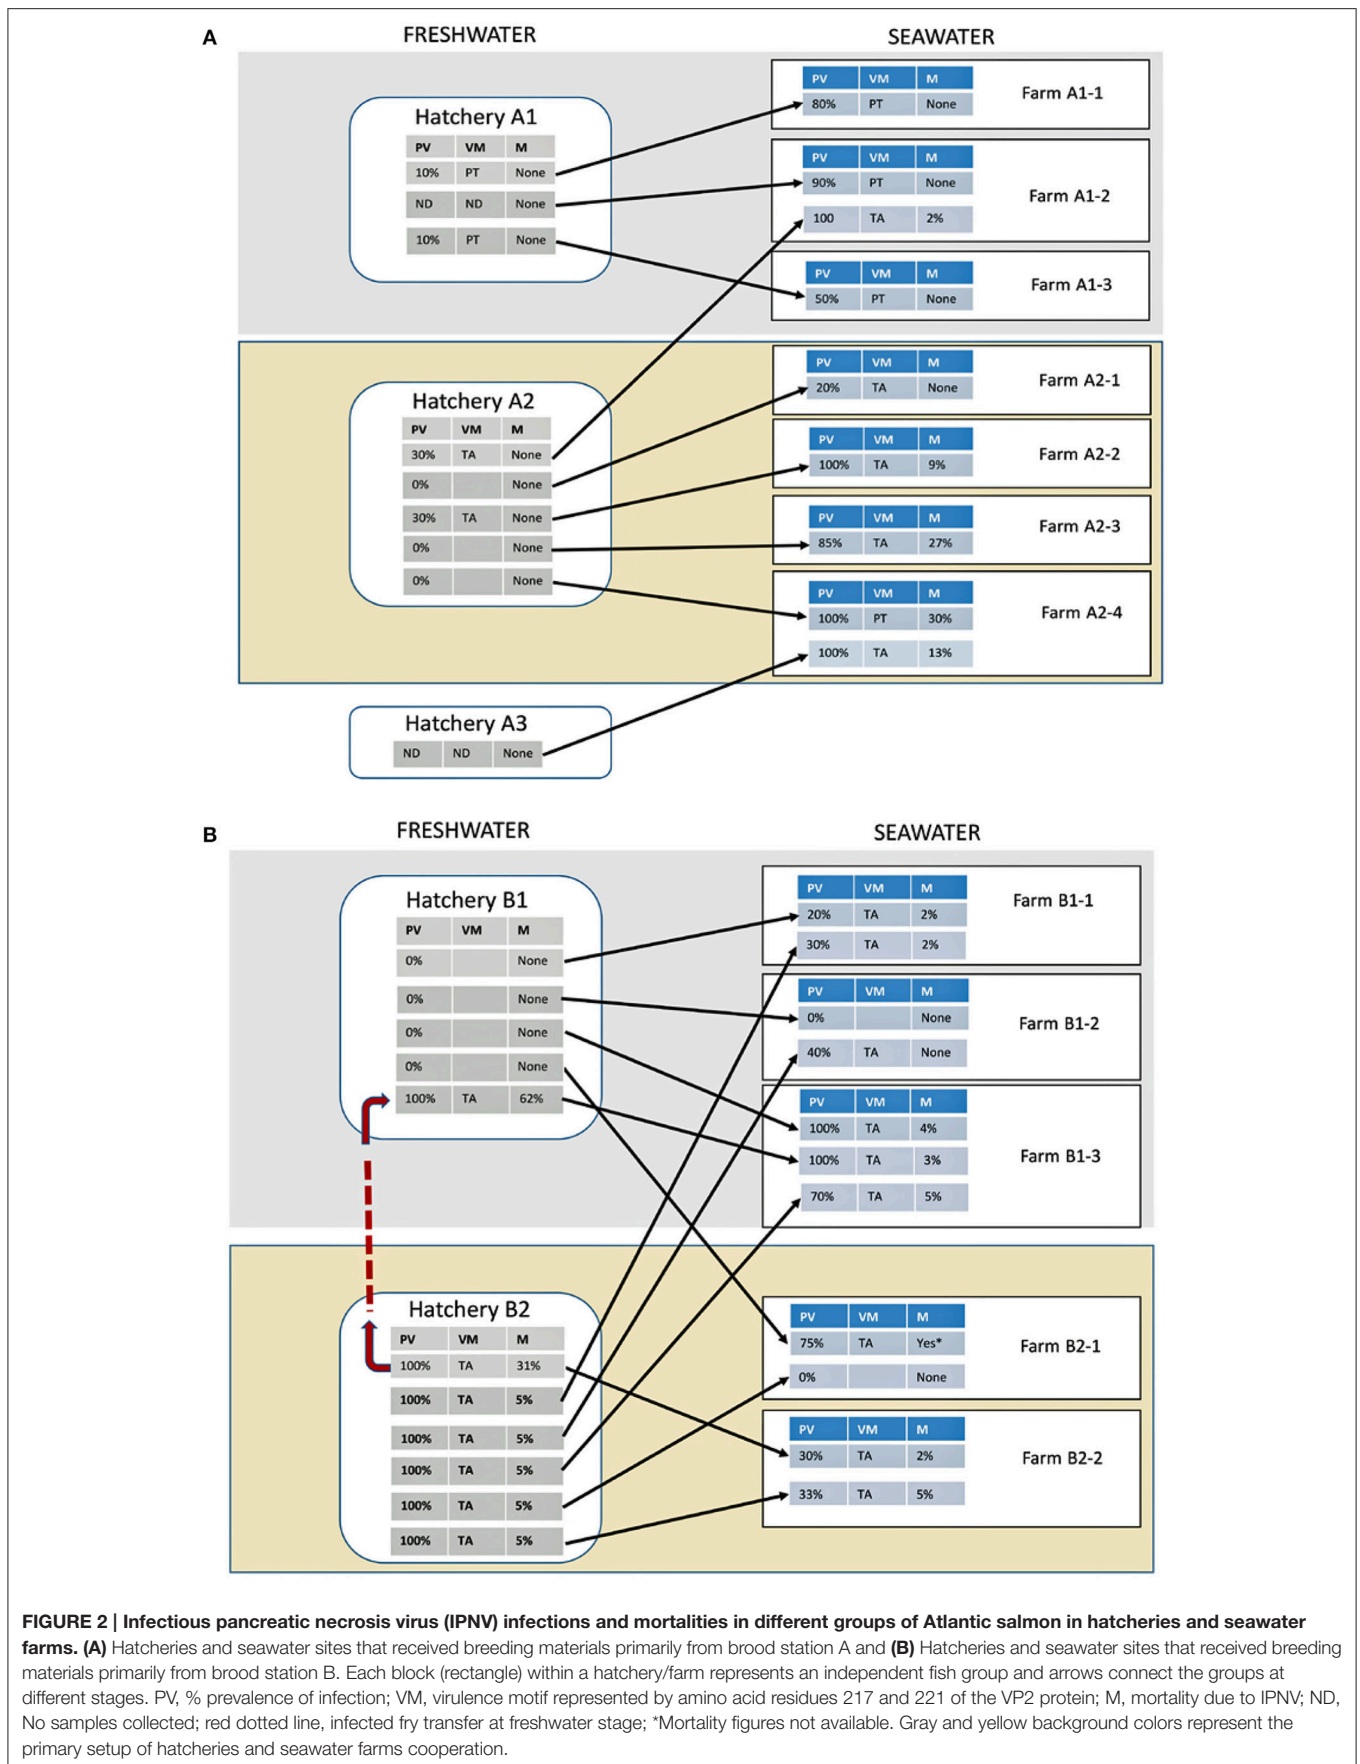 A
FRESHWATER
SEAWATER
Hatchery A1
PV VM M
10% PT None
ND ND None
10% PT None
PV VM M
80% PT None
Farm A1-1
PV VM M
90% PT None
100 TA 2%
Farm A1-2
PV VM M
50% PT None
Farm A1-3
Hatchery A2
PV VM M
30% TA None
0% None
30% TA None
0% None
0% None
PV VM M
20% TA None
Farm A2-1
PV VM M
100% TA 9%
Farm A2-2
PV VM M
85% TA 27%
Farm A2-3
PV VM M
100% PT 30%
100% TA 13%
Farm A2-4
Hatchery A3
ND ND None
B
FRESHWATER
SEAWATER
Hatchery B1
PV VM M
0% None
0% None
0% None
0% None
100% TA 62%
PV VM M
20% TA 2%
30% TA 2%
Farm B1-1
PV VM M
0% None
40% TA None
Farm B1-2
PV VM M
100% TA 4%
100% TA 3%
70% TA 5%
Farm B1-3
Hatchery B2
PV VM M
100% TA 31%
100% TA 5%
100% TA 5%
100% TA 5%
100% TA 5%
100% TA 5%
PV VM M
75% TA Yes*
0% None
Farm B2-1
PV VM M
30% TA 2%
33% TA 5%
Farm B2-2
FIGURE 2 | Infectious pancreatic necrosis virus (IPNV) infections and mortalities in different groups of Atlantic salmon in hatcheries and seawater
farms. (A) Hatcheries and seawater sites that received breeding materials primarily from brood station A and (B) Hatcheries and seawater sites that received breeding
materials primarily from brood station B. Each block (rectangle) within a hatchery/farm represents an independent fish group and arrows connect the groups at
different stages. PV, % prevalence of infection; VM, virulence motif represented by amino acid residues 217 and 221 of the VP2 protein; M, mortality due to IPNV; ND,
No samples collected; red dotted line, infected fry transfer at freshwater stage; *Mortality figures not available. Gray and yellow background colors represent the
primary setup of hatcheries and seawater farms cooperation.